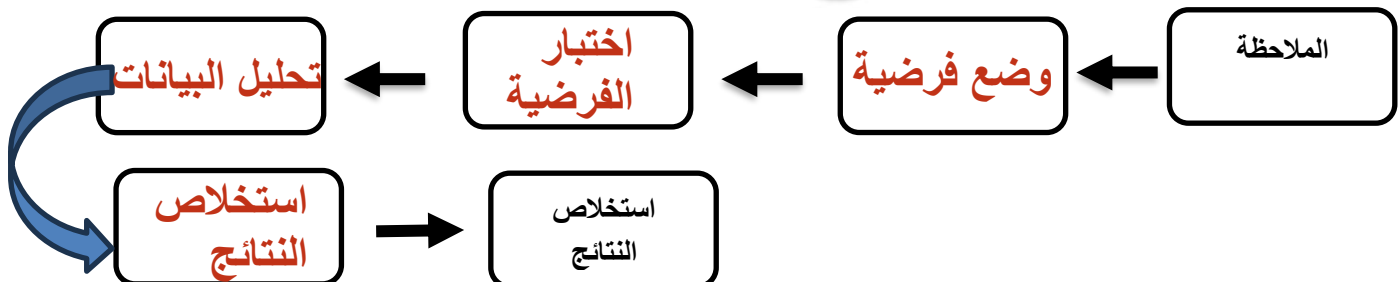 الملاحظة
وضع فرضية
اختبار
الفرضية
تحليل البيانات
استخلاص
النتائج
استخلاص
النتائج